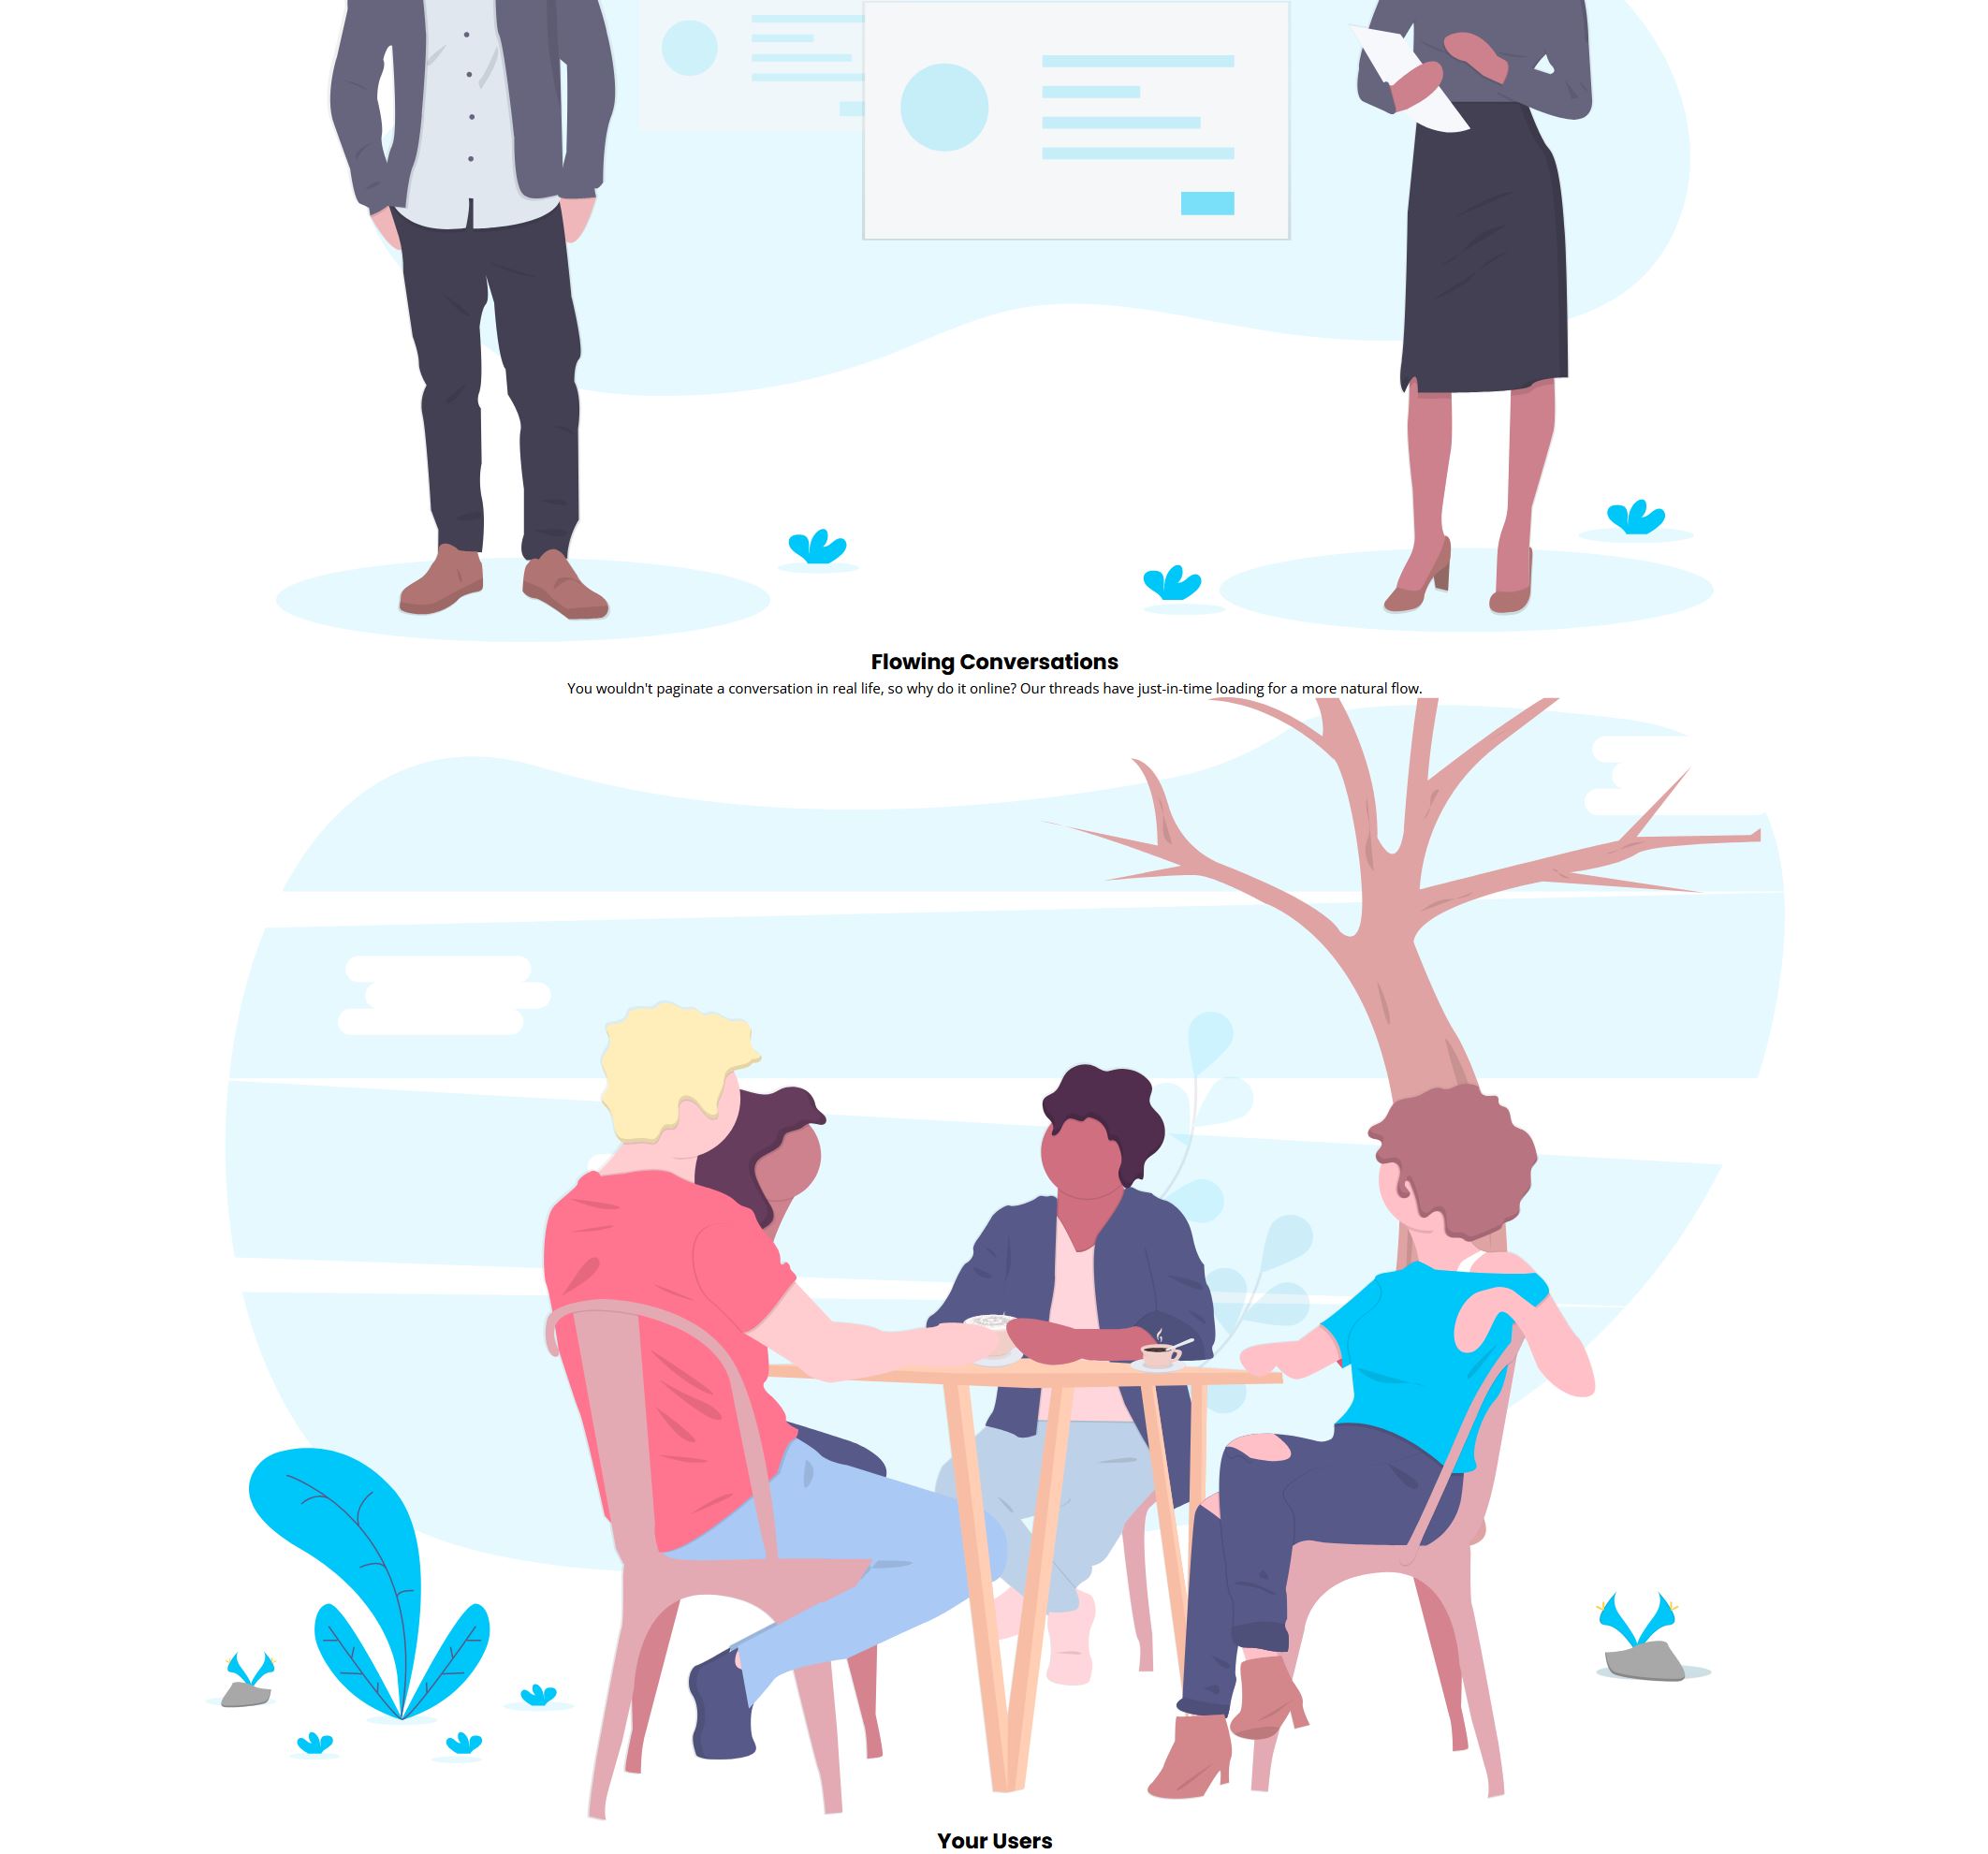 Flowing Conversations
You wouldn't paginate a conversation in real life, so why do it online? Our threads have just-in-time loading for a more natural flow.
Your Users